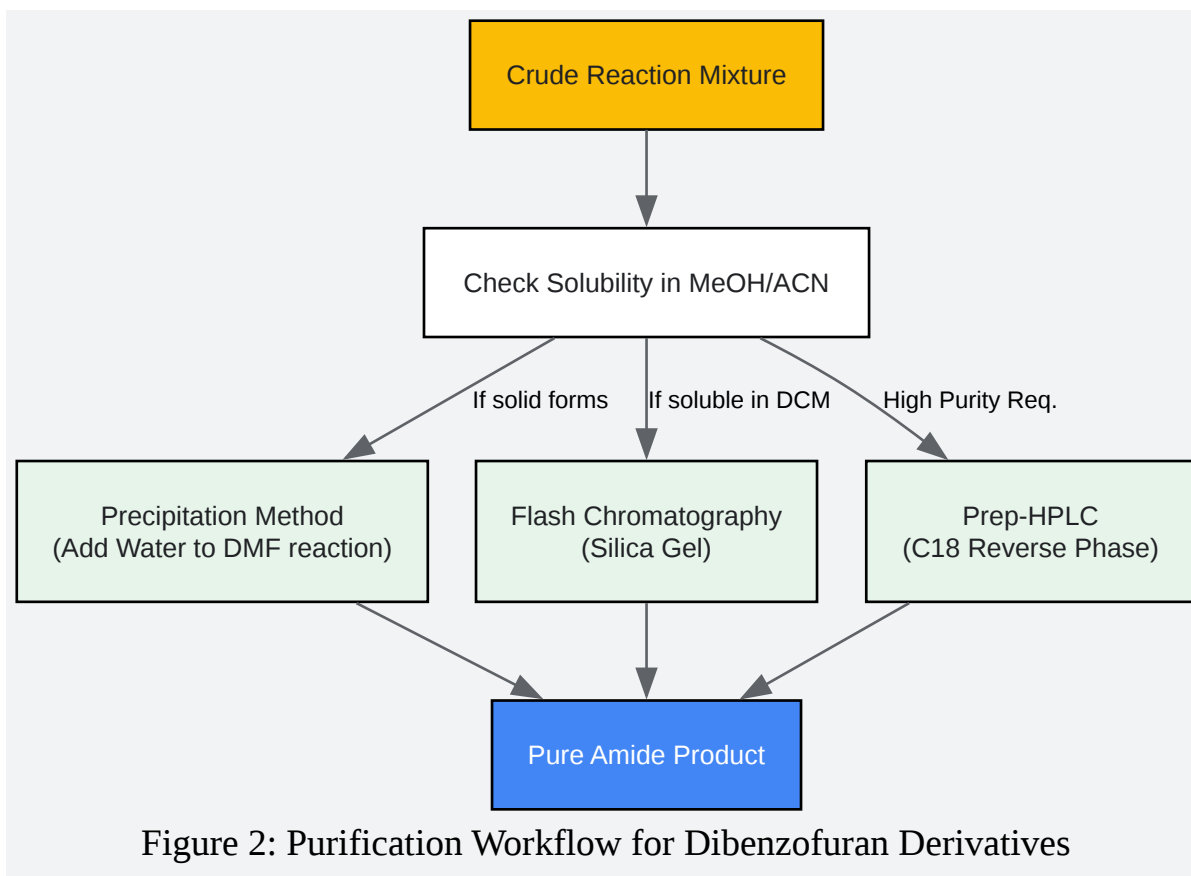 Crude Reaction Mixture
Check Solubility in MeOH/ACN
If solid forms
If soluble in DCM
High Purity Req.
Precipitation Method
(Add Water to DMF reaction)
Flash Chromatography
(Silica Gel)
Prep-HPLC
(C18 Reverse Phase)
Pure Amide Product
Figure 2: Purification Workflow for Dibenzofuran Derivatives